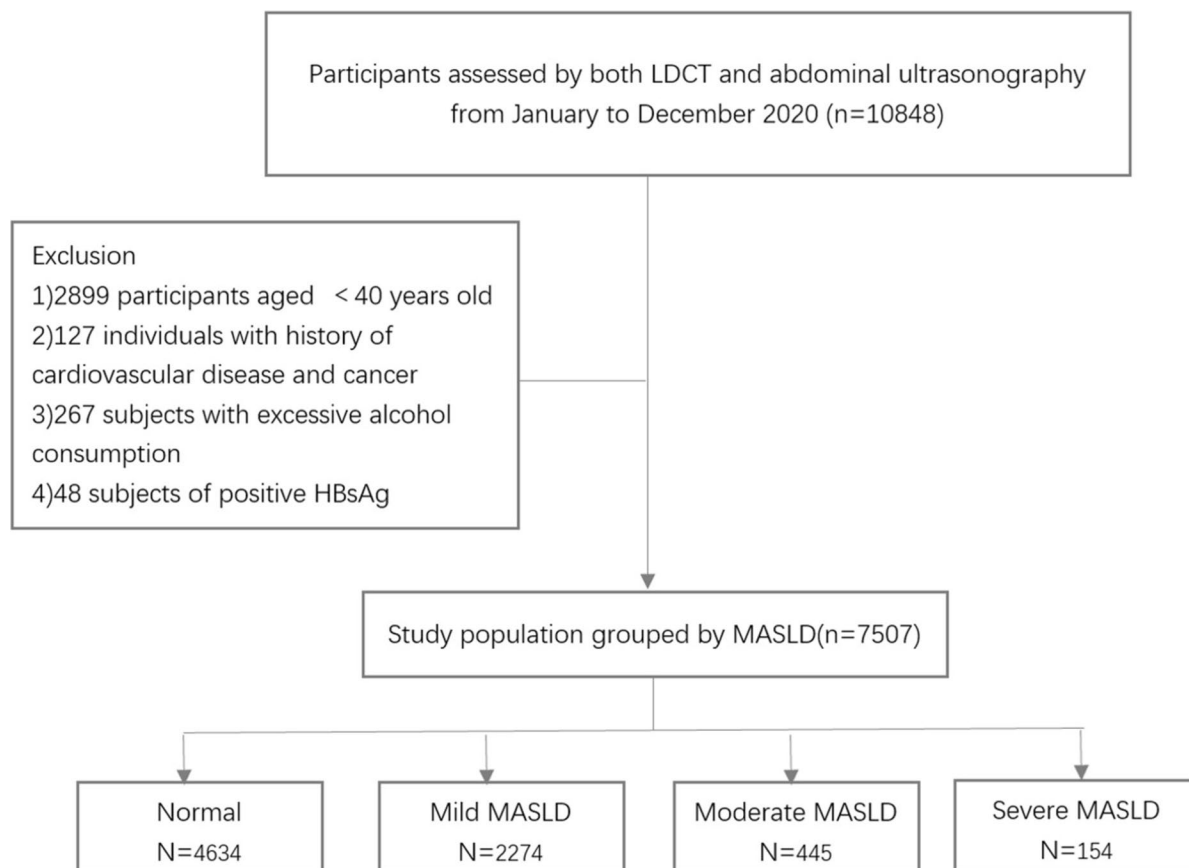 Participants assessed by both LDCT and abdominal ultrasonography
from January to December 2020 (n=10848)
Exclusion
1)2899 participants aged < 40 years old
2)127 individuals with history of
cardiovascular disease and cancer
3)267 subjects with excessive alcohol
consumption
4)48 subjects of positive HBsAg
Study population grouped by MASLD(n=7507)
Normal
N=4634
Mild MASLD
N=2274
Moderate MASLD
N=445
Severe MASLD
N=154